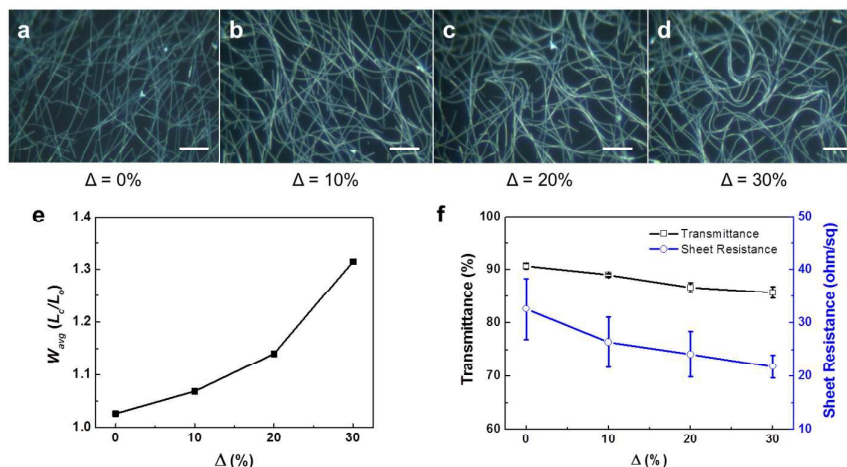 a b c d
Δ = 0% Δ = 10% Δ = 20% Δ = 30%
e
1.4
1.3
1.2
1.1
1.0
W_avg (L_c/L_o)
0 10 20 30
Δ (%)
f
100
90
80
70
60
Transmittance (%)
Transmittance
Sheet Resistance
50
40
30
20
10
Sheet Resistance (ohm/sq)
0 10 20 30
Δ (%)